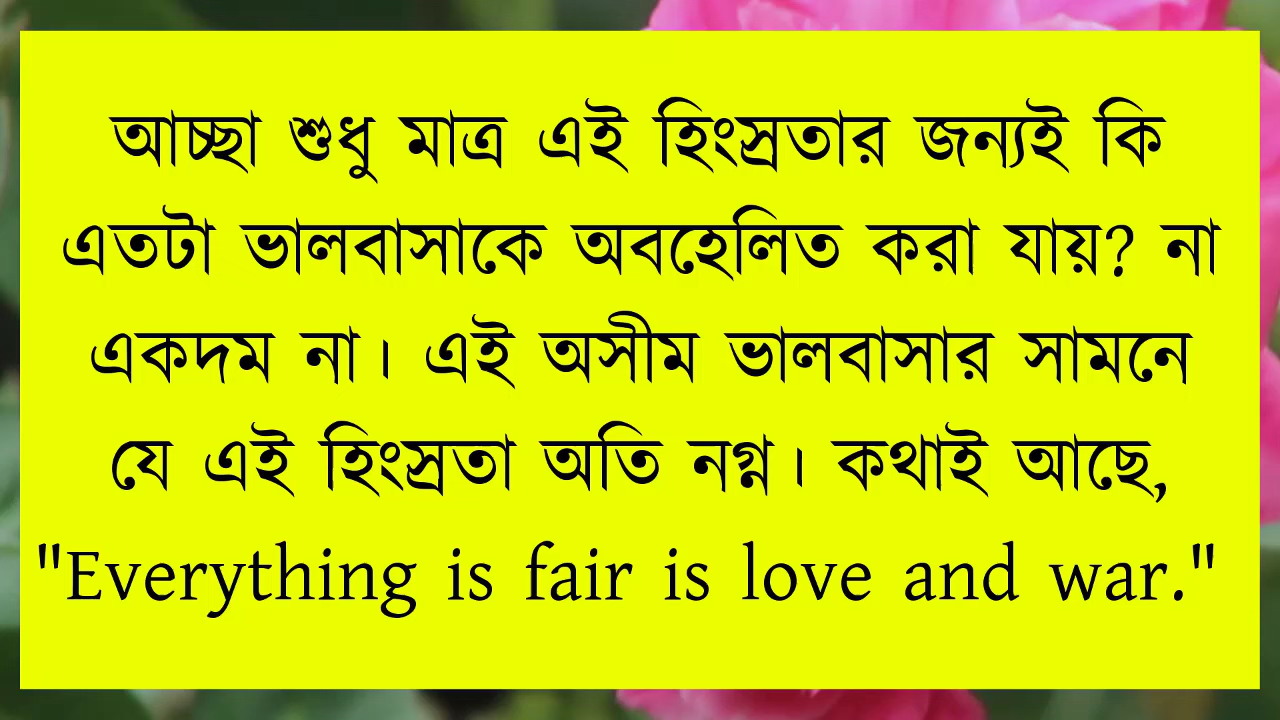 আচ্ছা শুধু মাত্র এই হিংস্রতার জন্যই কি
এতটা ভালবাসাকে অবহেলিত করা যায়? না
একদম না। এই অসীম ভালবাসার সামনে
যে এই হিংস্রতা অতি নগ্ন। কথাই আছে,
"Everything is fair is love and war."